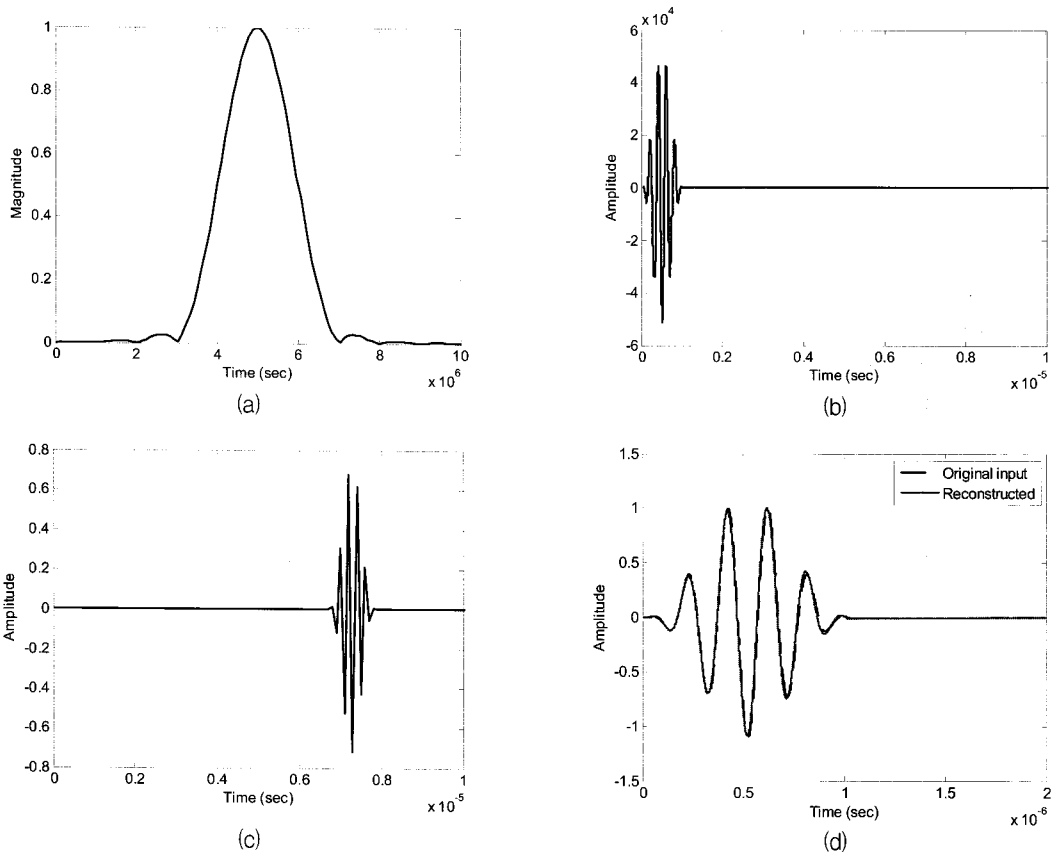 1
0.8
0.6
0.4
0.2
0
Magnitude
0 2 4 6 8 10
Time (sec)
x 10^6
(a)
6 x 10^4
4
2
0
-2
-4
-6
Amplitude
0 0.2 0.4 0.6 0.8 1
Time (sec)
x 10^-5
(b)
0.8
0.6
0.4
0.2
0
-0.2
-0.4
-0.6
-0.8
Amplitude
0 0.2 0.4 0.6 0.8 1
Time (sec)
x 10^-5
(c)
1.5
1
0.5
0
-0.5
-1
-1.5
Amplitude
Original input
Reconstructed
0 0.5 1 1.5 2
Time (sec)
x 10^-6
(d)